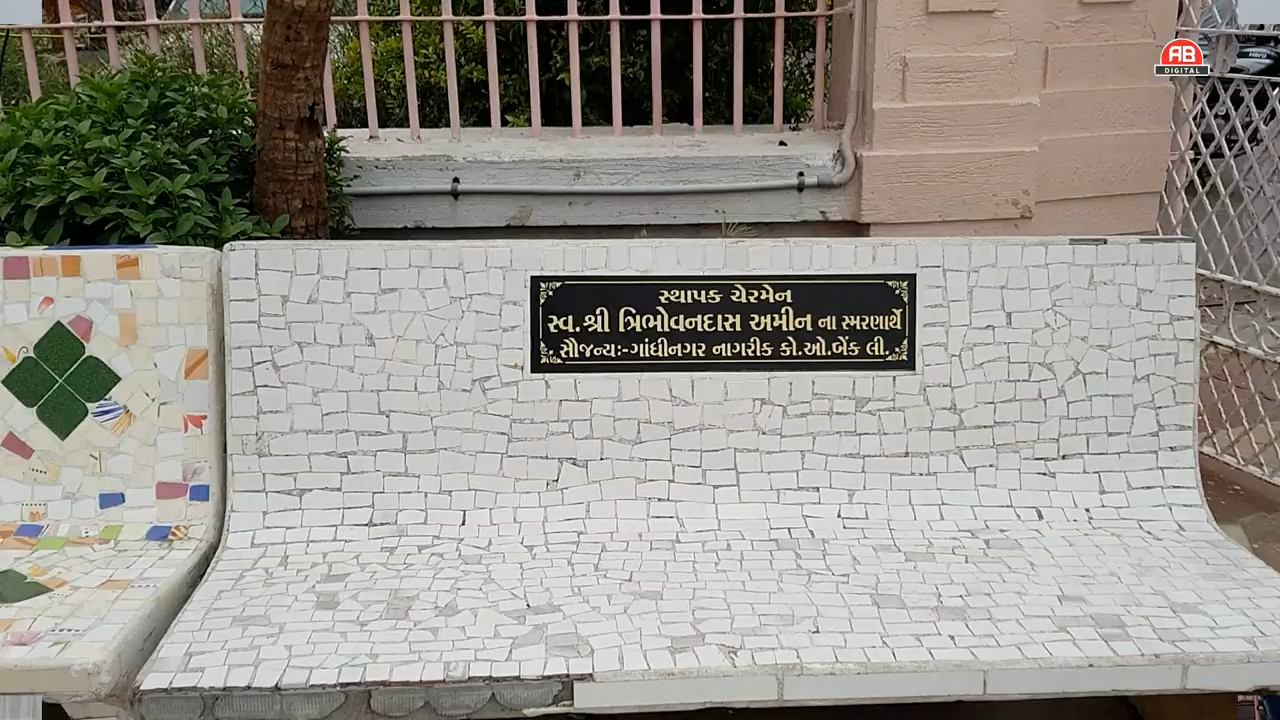 AB
DIGITAL
સ્થાપક ચેરમેન
સ્વ.શ્રી ત્રિભોવનદાસ અમીન ના સ્મરણાર્થે
સૌજન્યઃ-ગાંધીનગર નાગરીક કો.ઓ.બેંક લી.